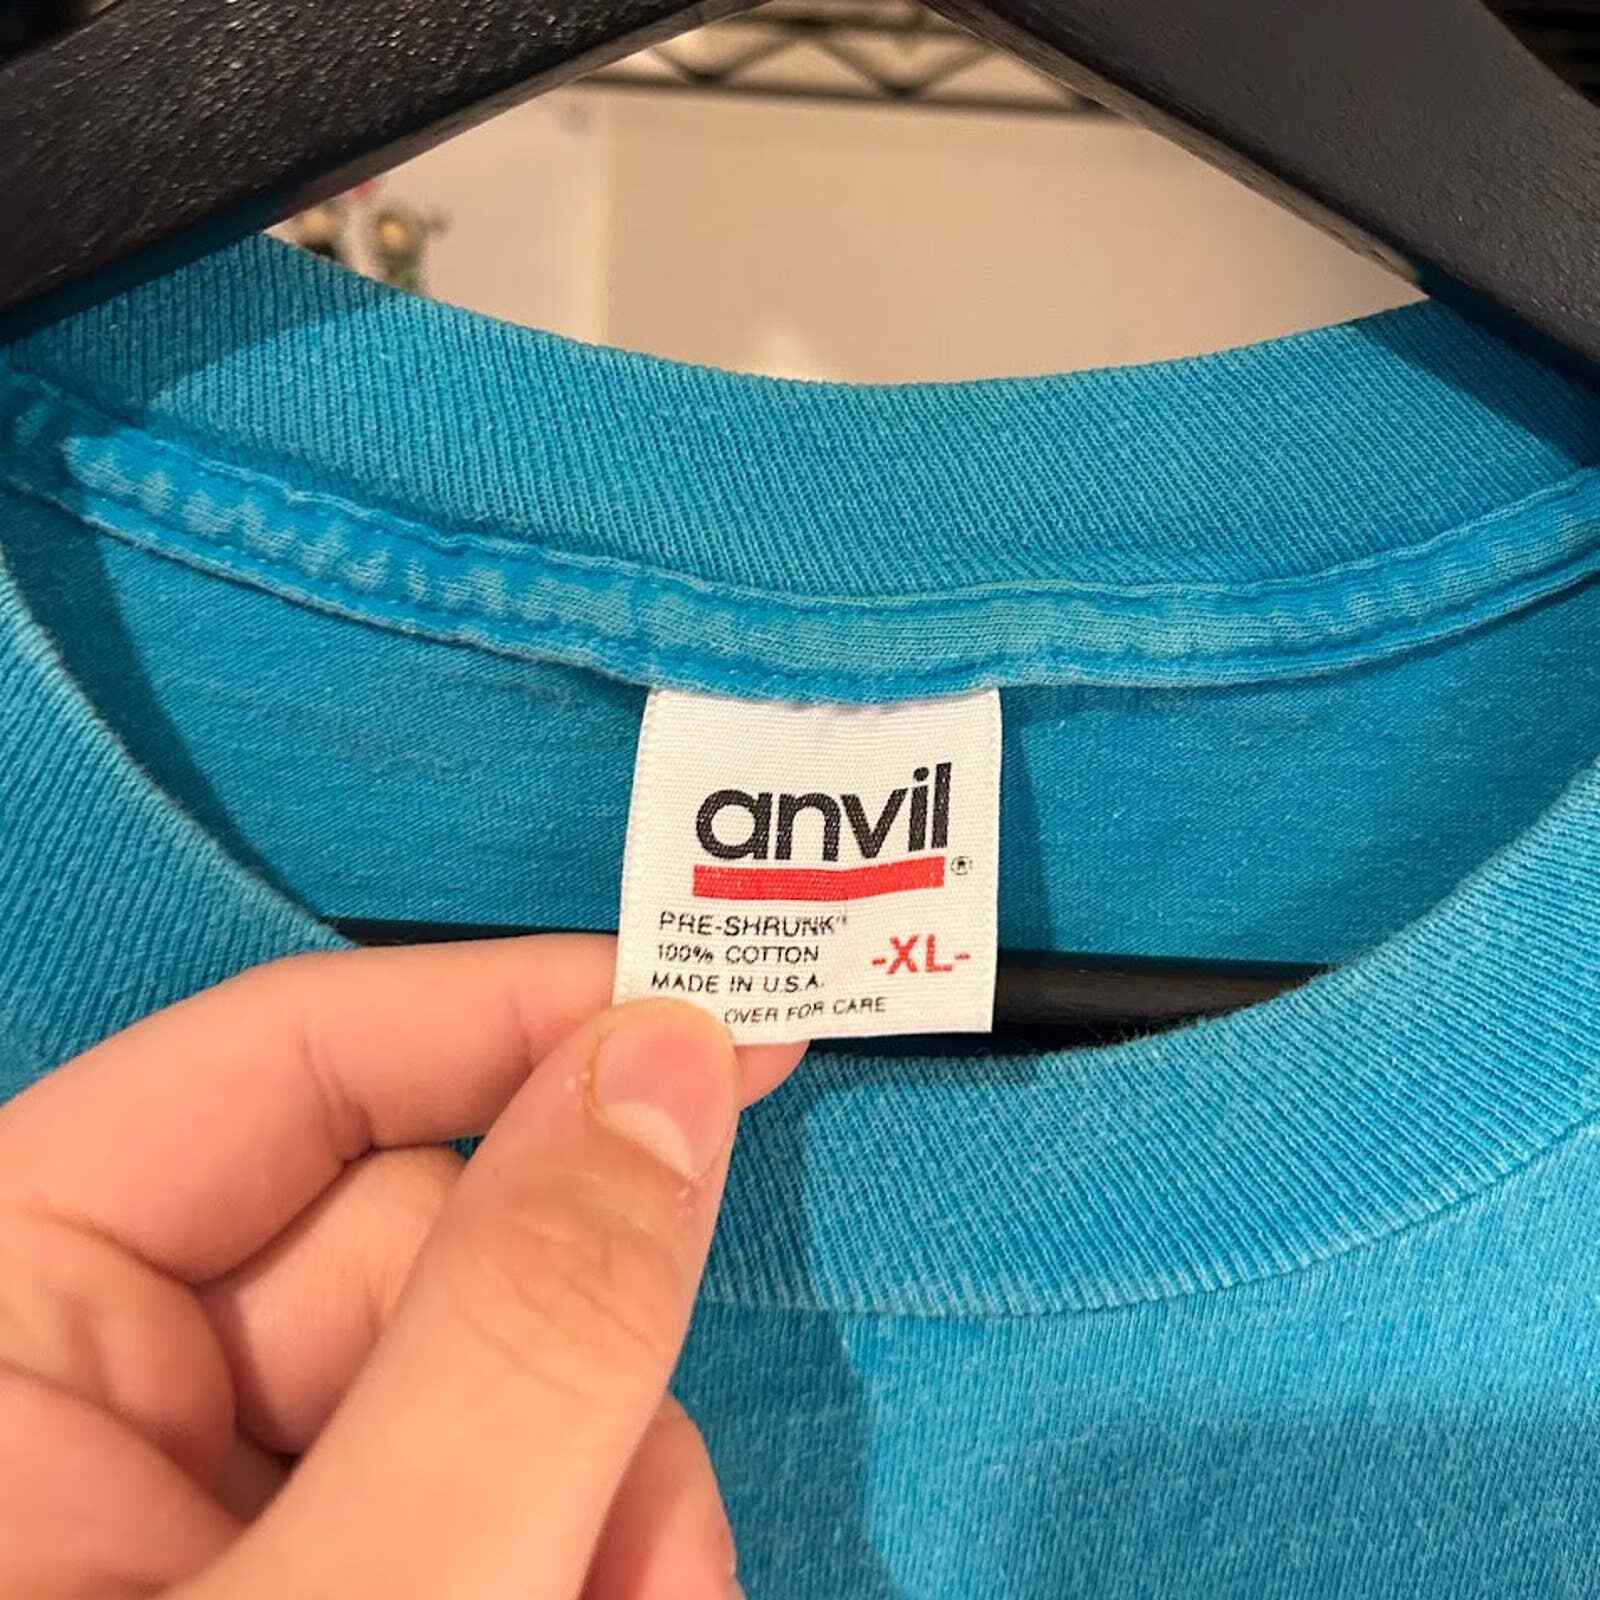 anvil®
PRE-SHRUNK
100% COTTON
-XL-
MADE IN U.S.A.
OVER FOR CARE